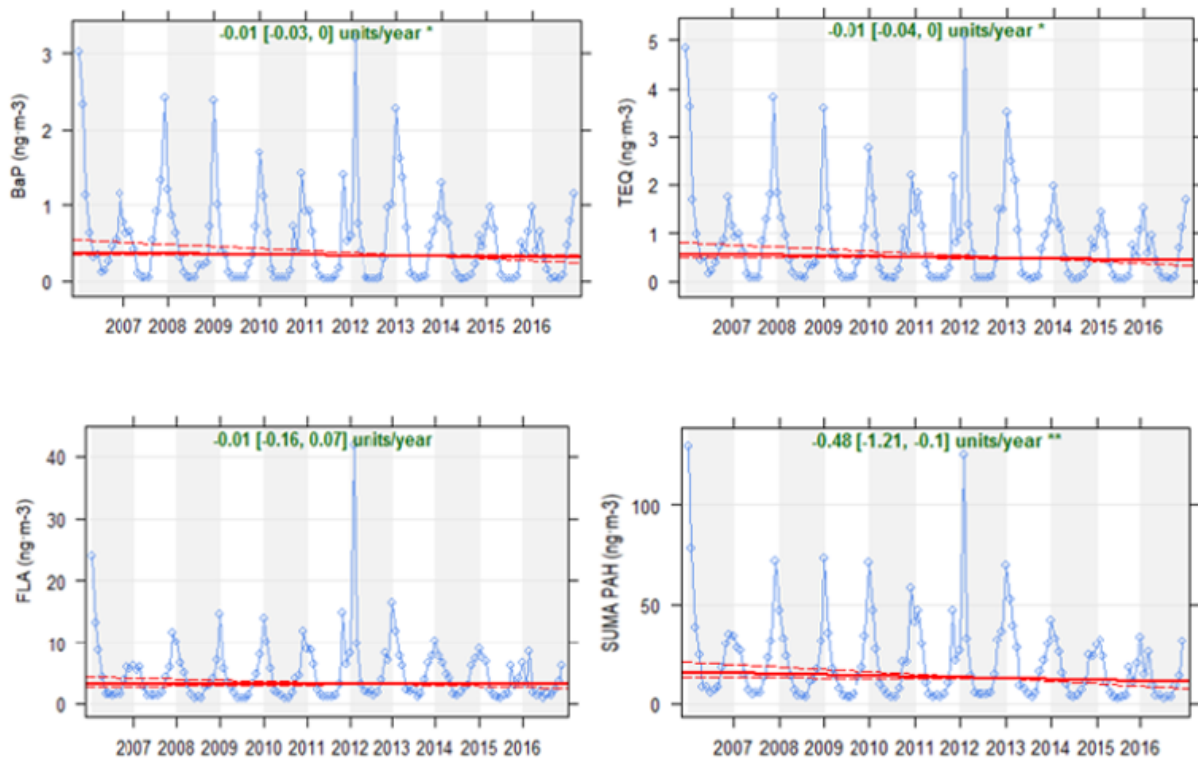 -0.01 [-0.03, 0] units/year *
BaP (ng·m-3)
3
2
1
0
2007 2008 2009 2010 2011 2012 2013 2014 2015 2016
-0.01 [-0.04, 0] units/year *
TEQ (ng·m-3)
5
4
3
2
1
0
2007 2008 2009 2010 2011 2012 2013 2014 2015 2016
-0.01 [-0.16, 0.07] units/year
FLA (ng·m-3)
40
30
20
10
0
2007 2008 2009 2010 2011 2012 2013 2014 2015 2016
-0.48 [-1.21, -0.1] units/year **
SUMA PAH (ng·m-3)
100
50
0
2007 2008 2009 2010 2011 2012 2013 2014 2015 2016